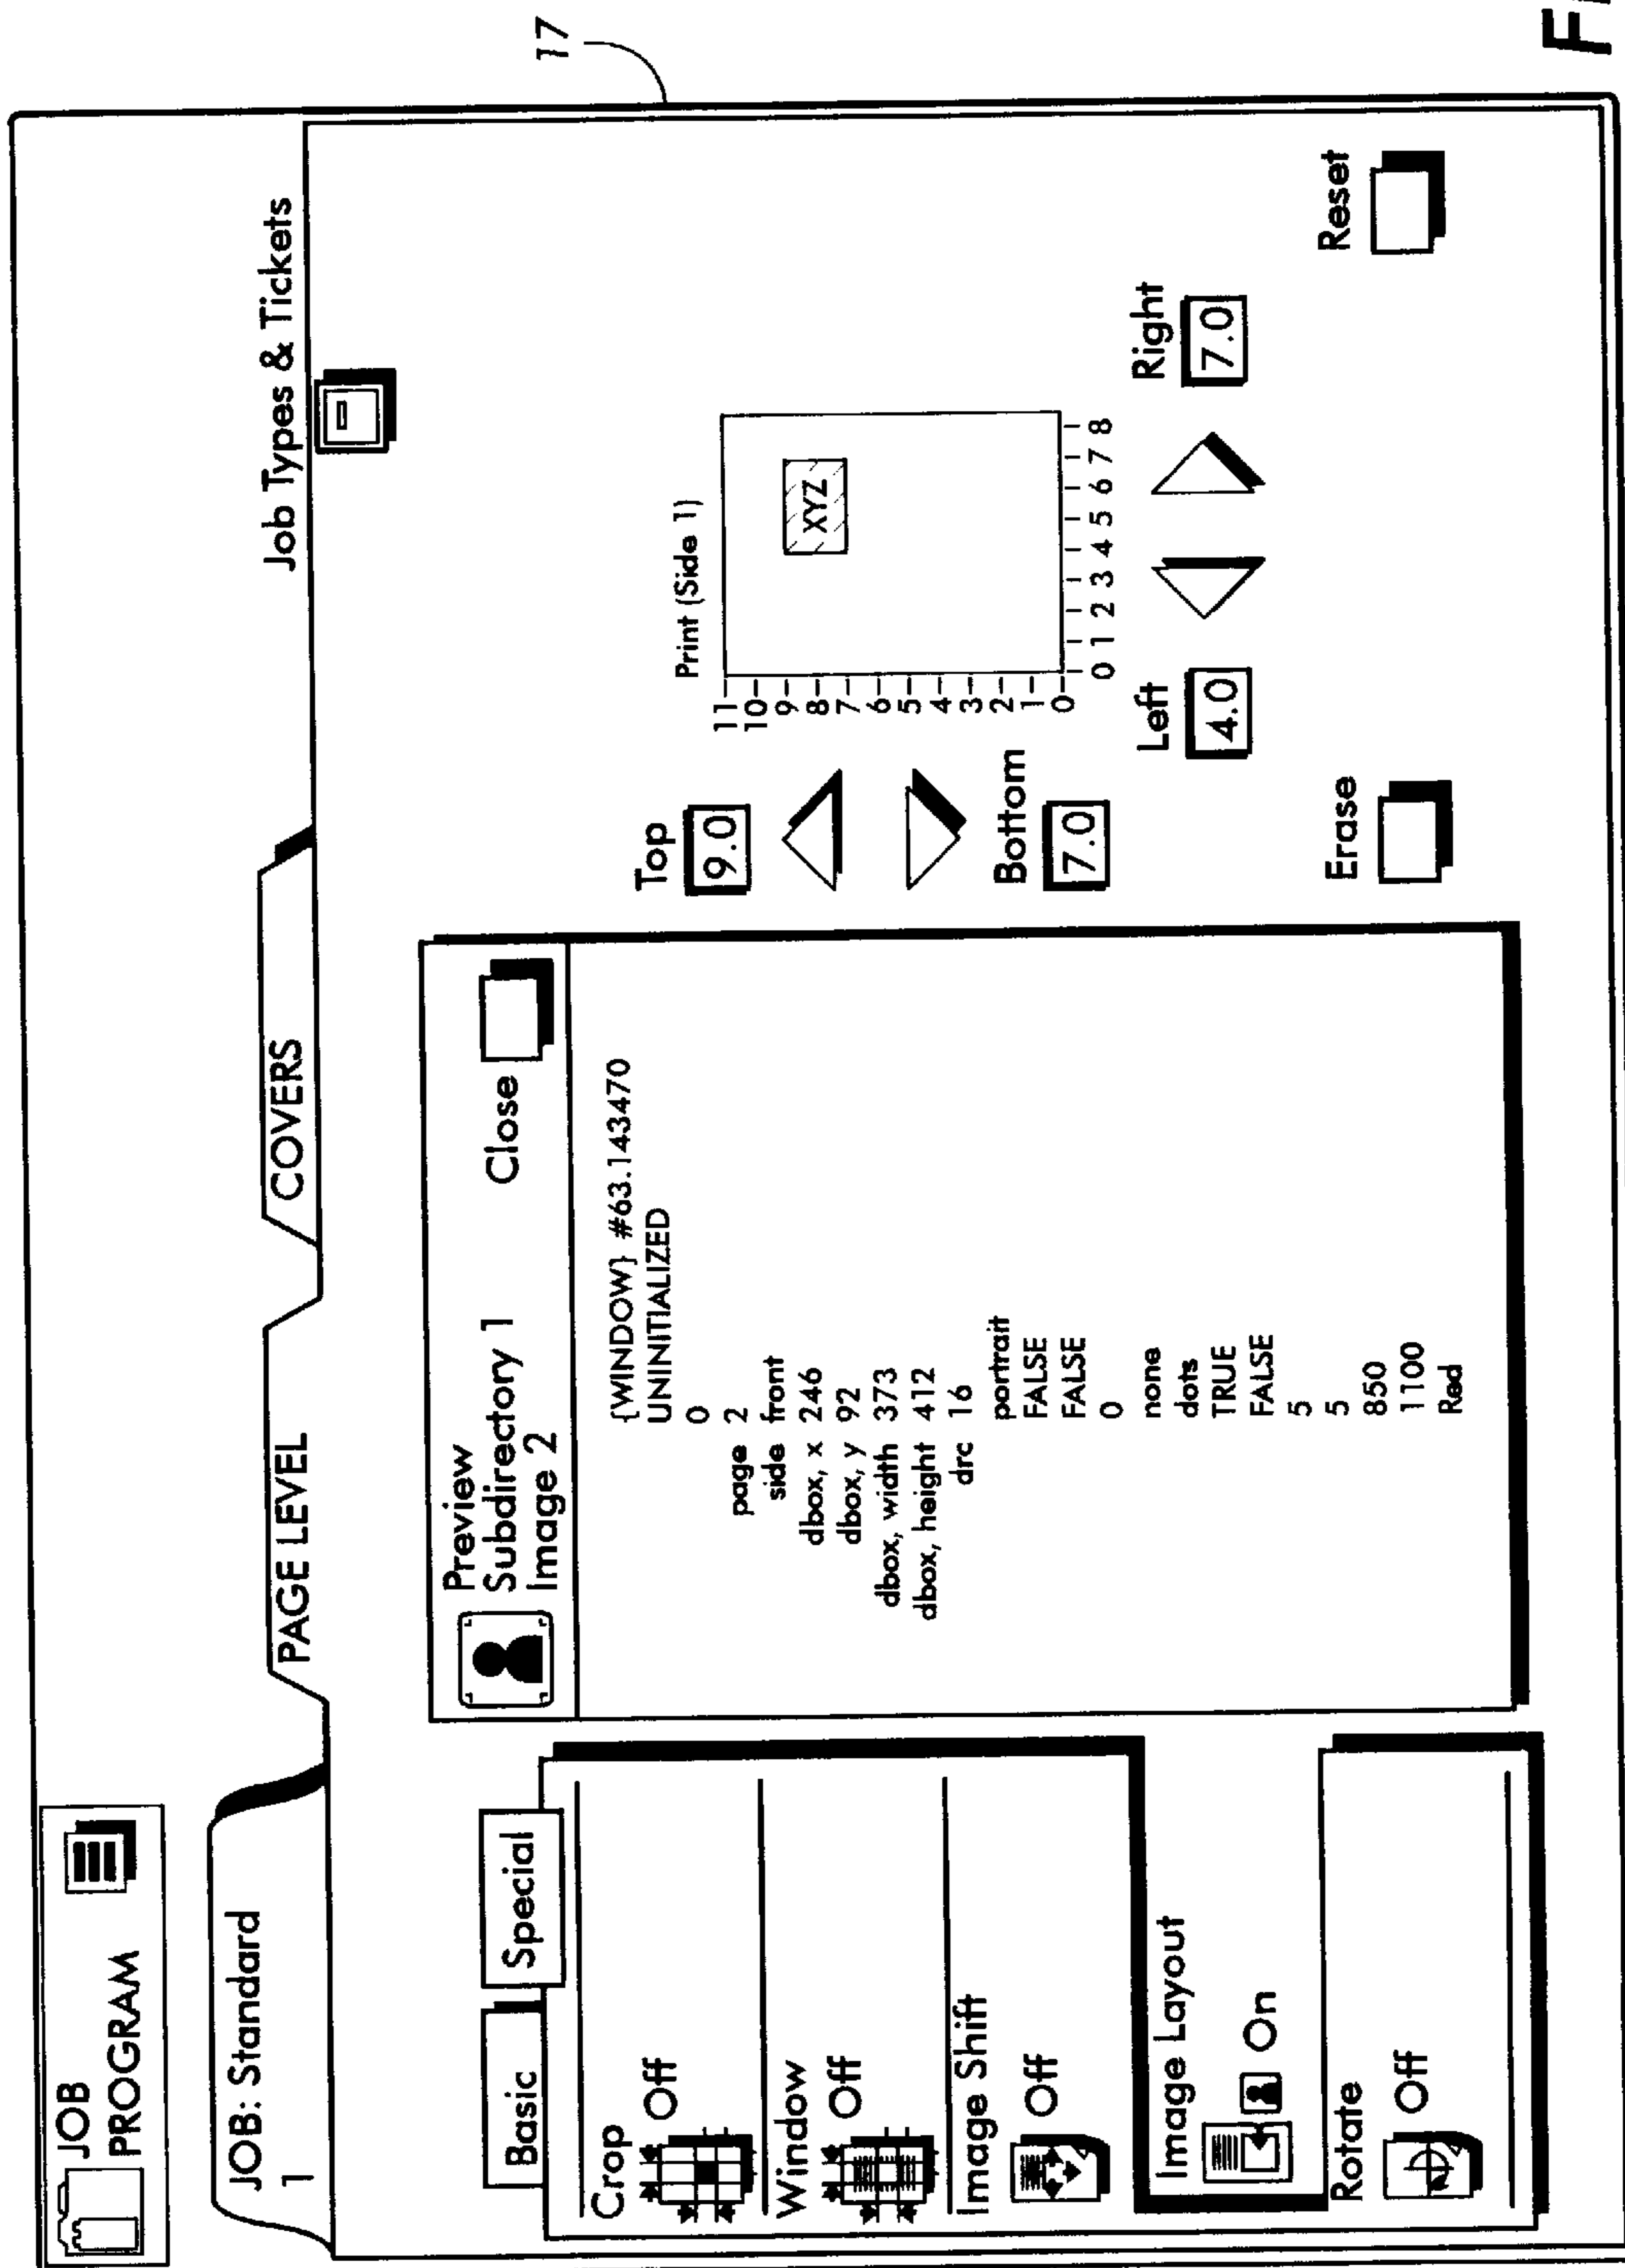 JOB
PROGRAM
JOB: Standard
1
PAGE LEVEL
COVERS
Job Types & Tickets
17
Basic
Special
Crop
Off
Window
Off
Image Shift
Off
Image Layout
On
Rotate
Off
Preview
Subdirectory 1
Image 2
Close
{WINDOW} #63.143470
UNINITIALIZED
0
page 2
side front
dbox, x 246
dbox, y 92
dbox, width 373
dbox, height 412
drc 16
portrait
FALSE
FALSE
0
none
dots
TRUE
FALSE
5
5
850
1100
Red
Top
9.0
Bottom
7.0
Print (Side 1)
11
10
9
8
7
6
5
4
3
2
1
0
XYZ
0 1 2 3 4 5 6 7 8
Left
4.0
Right
7.0
Erase
Reset